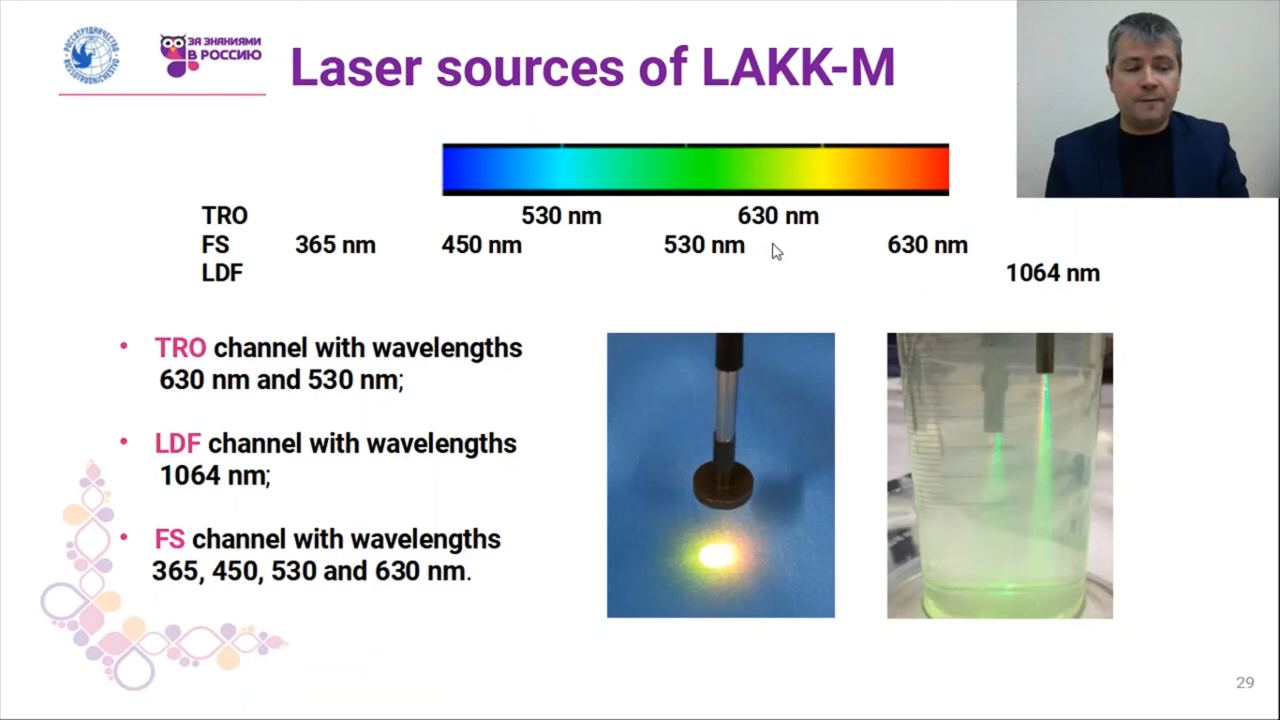 РОССОТРУДНИЧЕСТВО
ROSSOTRUDNICHESTVO
ЗА ЗНАНИЯМИ
В РОССИЮ
Laser sources of LAKK-M
TRO 530 nm 630 nm
FS 365 nm 450 nm 530 nm 630 nm
LDF 1064 nm
• TRO channel with wavelengths
630 nm and 530 nm;
• LDF channel with wavelengths
1064 nm;
• FS channel with wavelengths
365, 450, 530 and 630 nm.
29